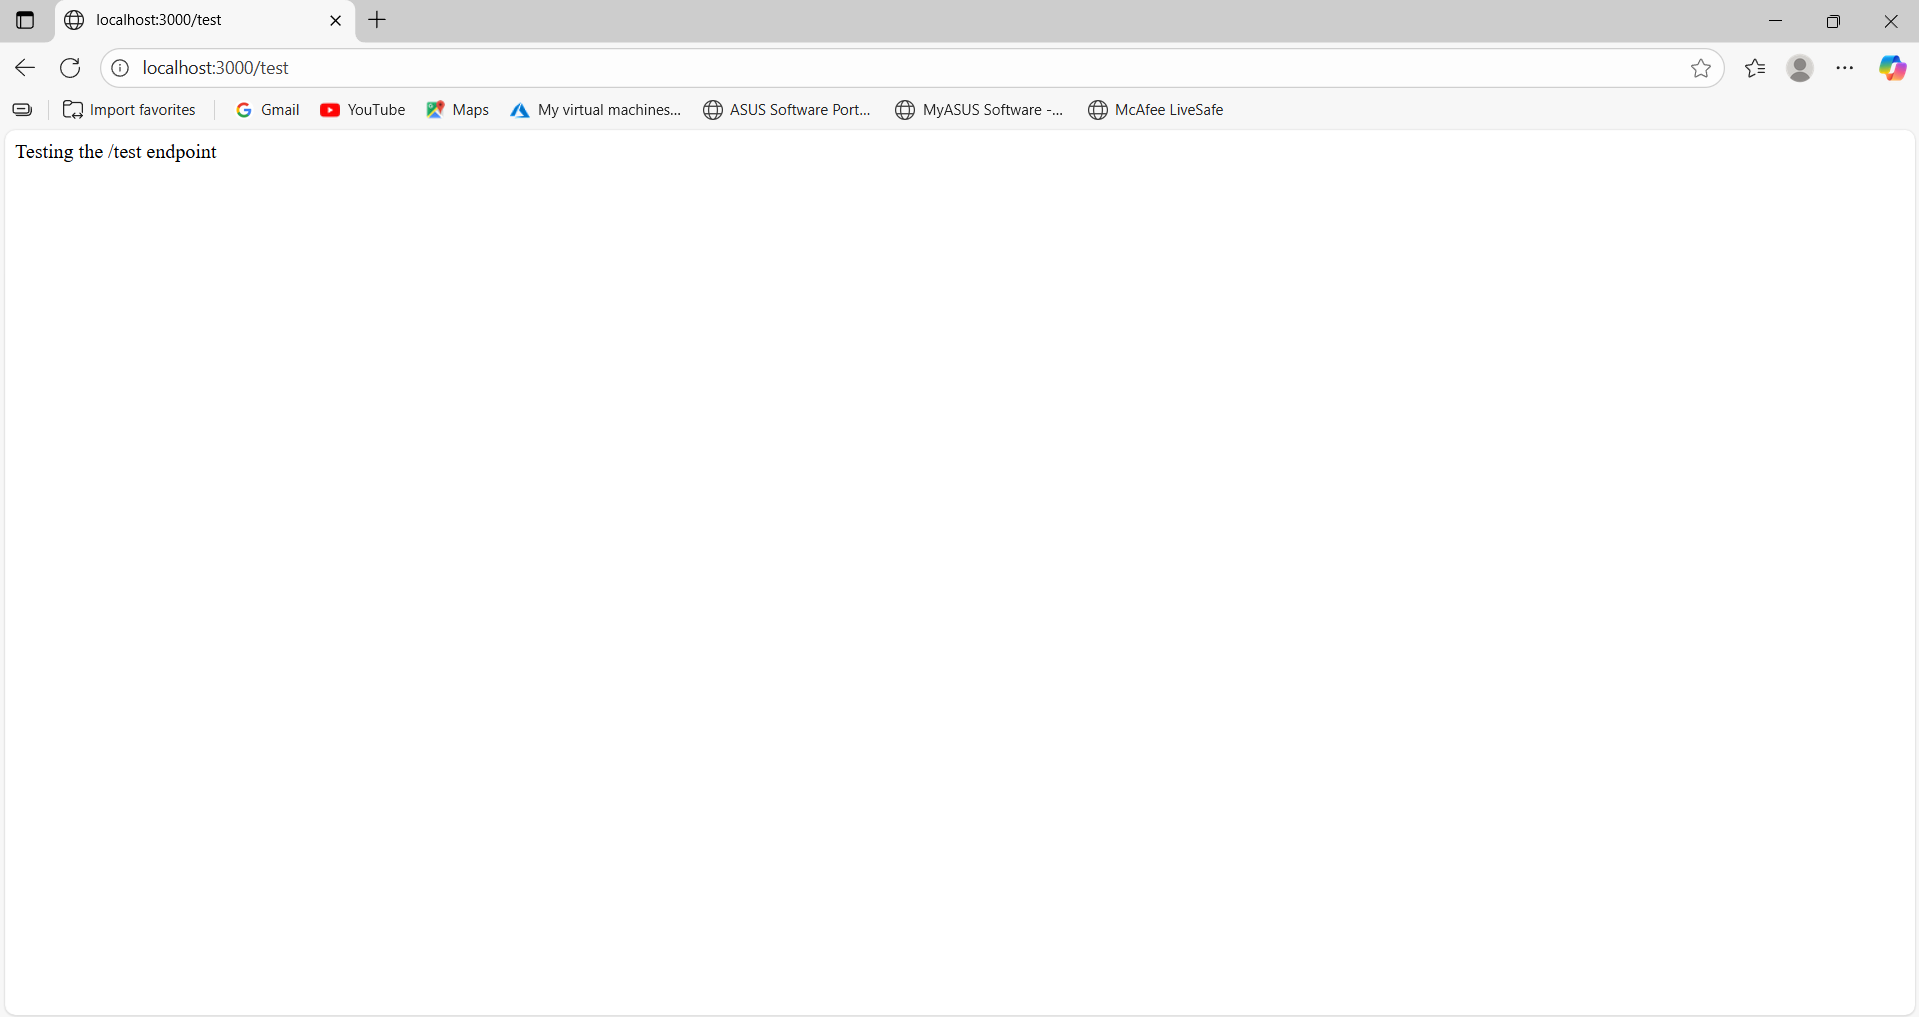 localhost:3000/test
localhost:3000/test
Import favorites Gmail YouTube Maps My virtual machines... ASUS Software Port... MyASUS Software -... McAfee LiveSafe
Testing the /test endpoint